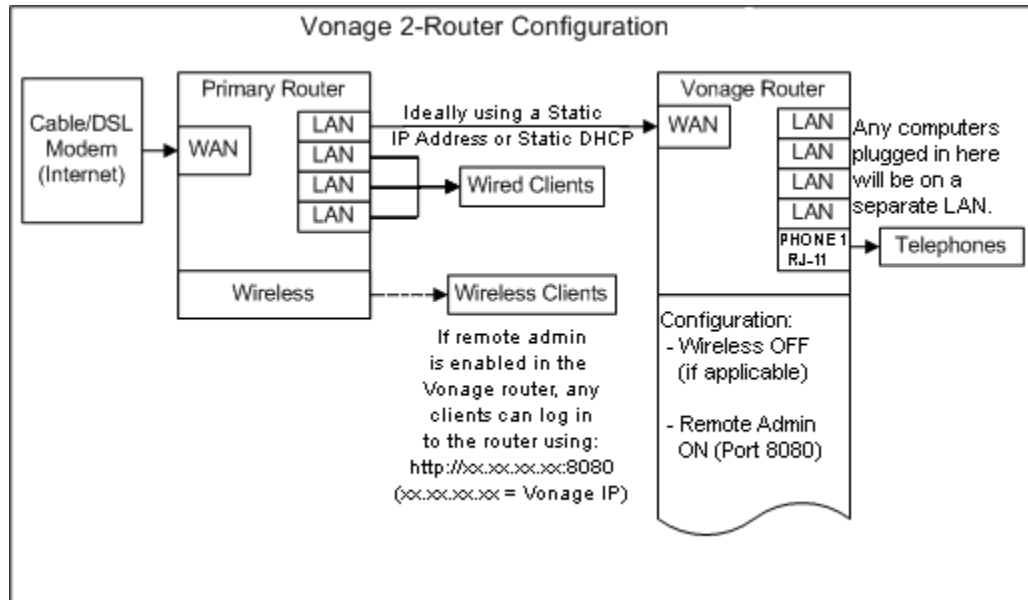 Vonage 2-Router Configuration
Cable/DSL
Modem
(Internet)
Primary Router
WAN
LAN
LAN
LAN
LAN
Wireless
Ideally using a Static
IP Address or Static DHCP
Wired Clients
Wireless Clients
If remote admin
is enabled in the
Vonage router, any
clients can log in
to the router using:
http://xx.xx.xx.xx:8080
(xx.xx.xx.xx = Vonage IP)
Vonage Router
WAN
LAN
LAN
LAN
LAN
PHONE 1
RJ-11
Any computers
plugged in here
will be on a
separate LAN.
Telephones
Configuration:
- Wireless OFF
(if applicable)
- Remote Admin
ON (Port 8080)